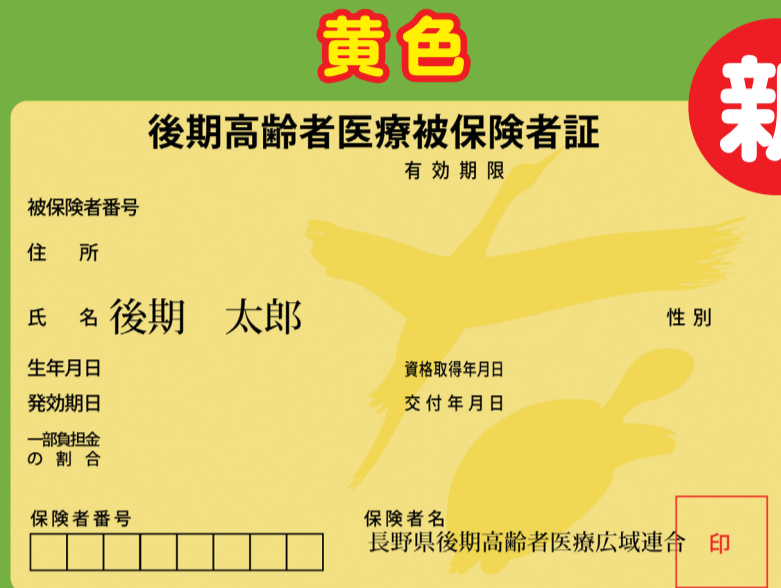 黄色
新
後期高齢者医療被保険者証
有効期限
被保険者番号
住 所
氏 名 後期 太郎 性別
生年月日 資格取得年月日
発効期日 交付年月日
一部負担金
の割合
保険者番号 保険者名
長野県後期高齢者医療広域連合 印